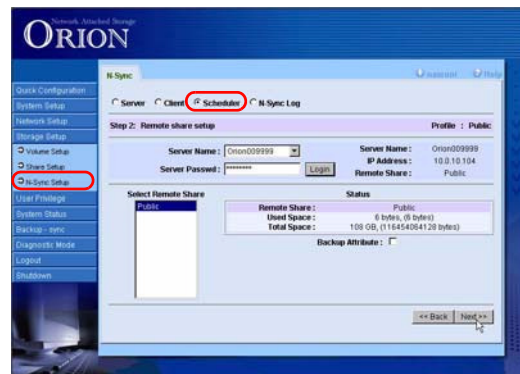 Network Attached Storage
ORION
N-Sync
Help
Quick Configuration
System Setup
Network Setup
Storage Setup
Volume Setup
Share Setup
N-Sync Setup
User Privilege
System Status
Backup - sync
Diagnostic Mode
Logout
Shutdown
Server Client Scheduler N-Sync Log
Step 2: Remote share setup Profile : Public
Server Name : Orion009999
Server Passwd : ******** Login
Server Name : Orion009999
IP Address : 10.0.10.104
Remote Share : Public
Select Remote Share
Public
Status
Remote Share : Public
Used Space : 6 bytes, (6 bytes)
Total Space : 108 GB, (116454064128 bytes)
Backup Attribute :
<< Back Next >>